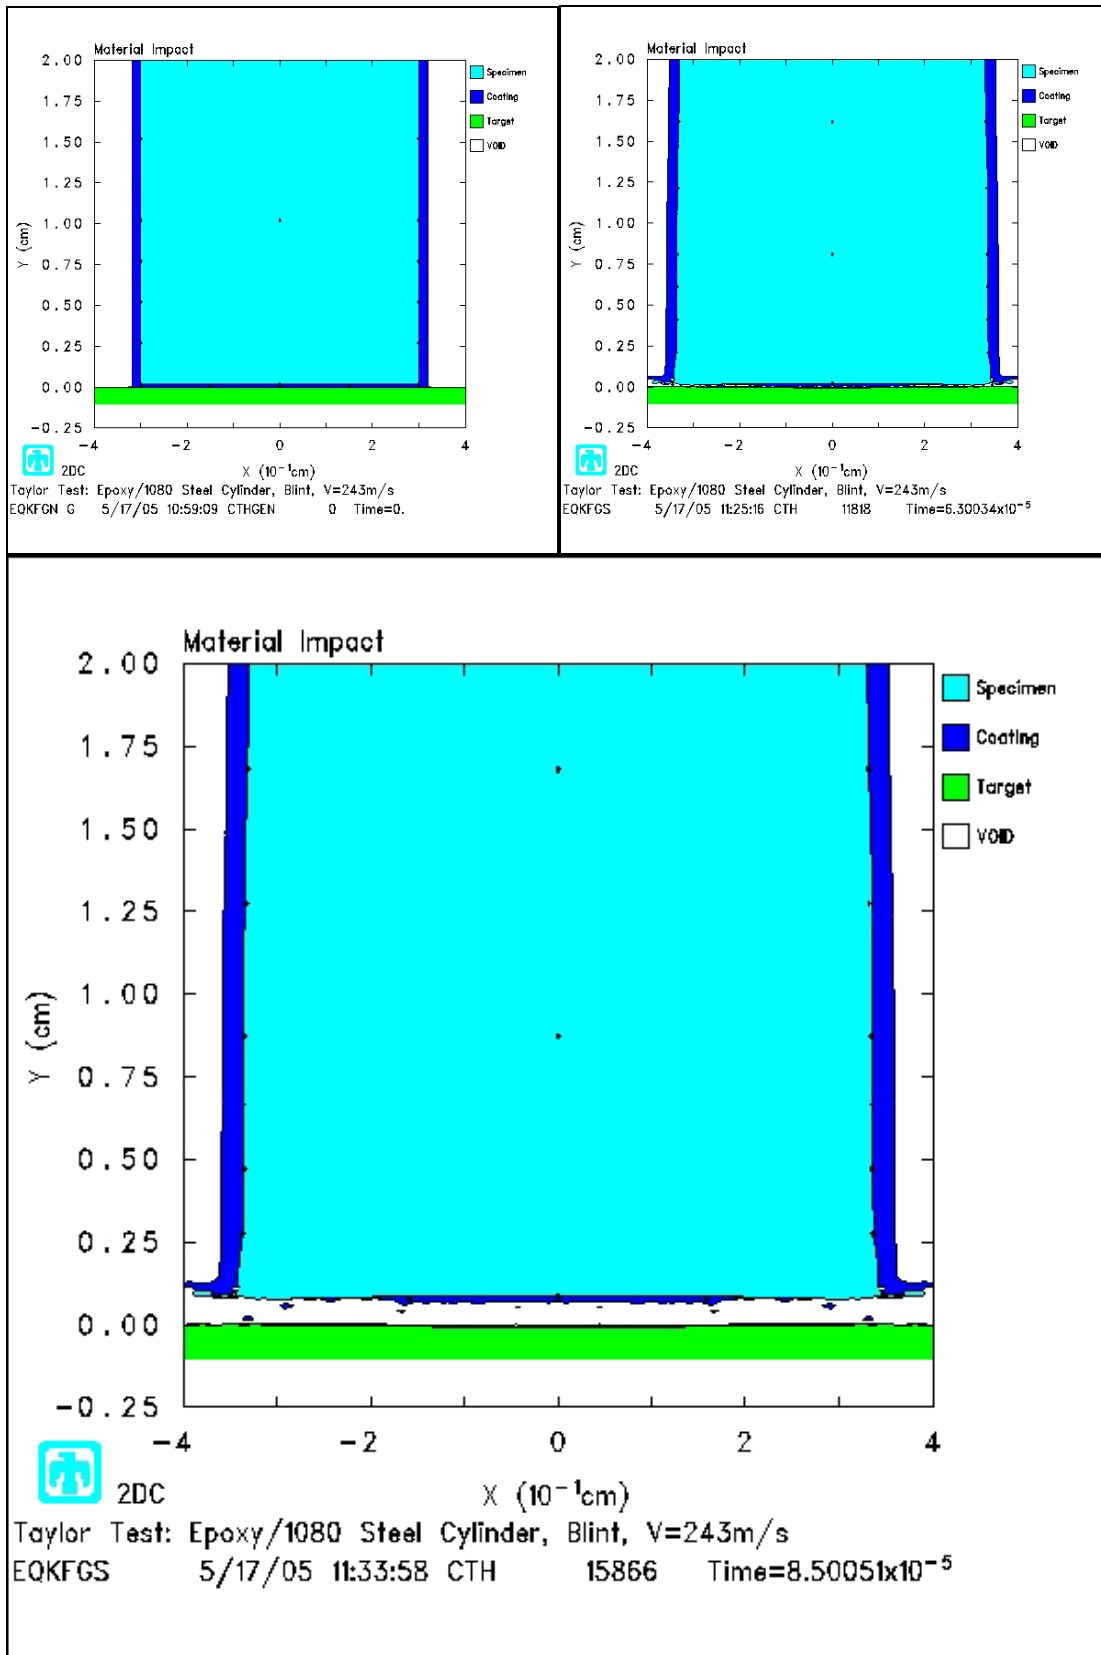 Material Impact
2.00
1.75
1.50
1.25
1.00
0.75
0.50
0.25
0.00
-0.25
Y (cm)
-4 -2 0 2 4
X (10⁻¹cm)
Specimen
Coating
Target
VOID
2DC
Taylor Test: Epoxy/1080 Steel Cylinder, Blint, V=243m/s
EQKFGN G 5/17/05 10:59:09 CTHGEN 0 Time=0.
Material Impact
2.00
1.75
1.50
1.25
1.00
0.75
0.50
0.25
0.00
-0.25
Y (cm)
-4 -2 0 2 4
X (10⁻¹cm)
Specimen
Coating
Target
VOID
2DC
Taylor Test: Epoxy/1080 Steel Cylinder, Blint, V=243m/s
EQKFGS 5/17/05 11:25:16 CTH 11818 Time=6.30034x10⁻⁵
Material Impact
2.00
1.75
1.50
1.25
1.00
0.75
0.50
0.25
0.00
-0.25
Y (cm)
-4 -2 0 2 4
X (10⁻¹cm)
Specimen
Coating
Target
VOID
2DC
Taylor Test: Epoxy/1080 Steel Cylinder, Blint, V=243m/s
EQKFGS 5/17/05 11:33:58 CTH 15866 Time=8.50051x10⁻⁵